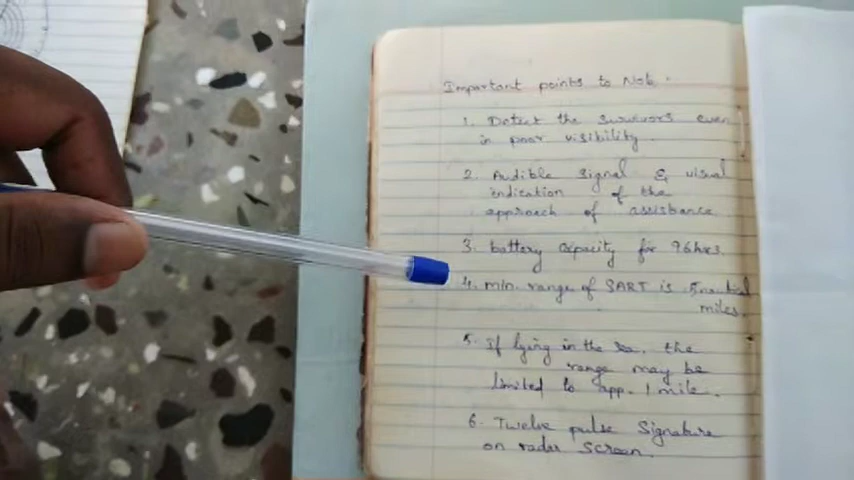 Important points to Note.
1. Detect the survivors even
in poor visibility.
2. Audible signal & visual
indication of the
approach of assistance
3. battery capacity for 96hrs.
4. min. range of SART is 5 nautical
miles.
5. If lying in the sea, the
range may be
limited to app. 1 mile.
6. Twelve pulse Signature
on radar screen.